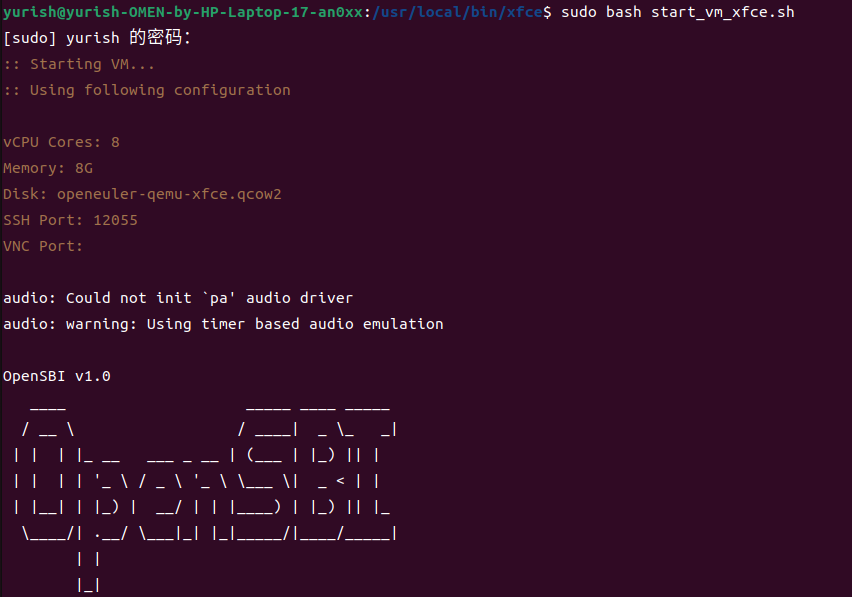 yurish@yurish-OMEN-by-HP-Laptop-17-an0xx:/usr/local/bin/xfce$ sudo bash start_vm_xfce.sh
[sudo] yurish 的密码：
:: Starting VM...
:: Using following configuration

vCPU Cores: 8
Memory: 8G
Disk: openeuler-qemu-xfce.qcow2
SSH Port: 12055
VNC Port:

audio: Could not init `pa' audio driver
audio: warning: Using timer based audio emulation

OpenSBI v1.0
   ____                    _____ ____ _____
  / __ \                  / ____|  _ \_   _|
 | |  | |_ __   ___ _ __ | (___ | |_) || |
 | |  | | '_ \ / _ \ '_ \ \___ \|  _ < | |
 | |__| | |_) |  __/ | | |____) | |_) || |_
  \____/| .__/ \___|_| |_|_____/|____/_____|
        | |
        |_|